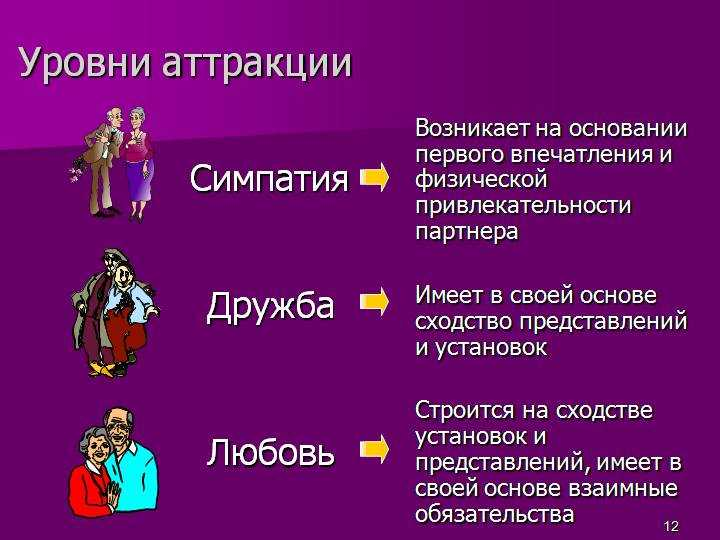 Уровни аттракции
Симпатия
Возникает на основании
первого впечатления и
физической
привлекательности
партнера
Дружба
Имеет в своей основе
сходство представлений
и установок
Любовь
Строится на сходстве
установок и
представлений, имеет в
своей основе взаимные
обязательства
12